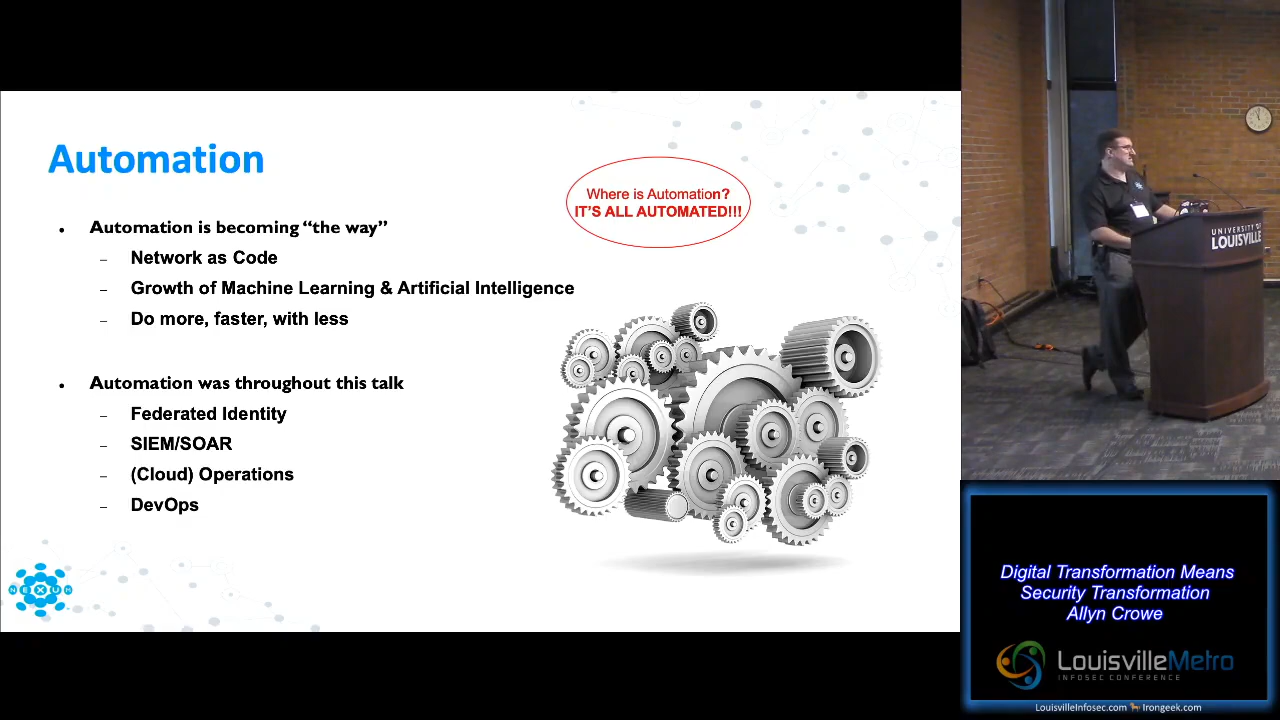 Automation
Where is Automation?
IT'S ALL AUTOMATED!!!
• Automation is becoming “the way”
– Network as Code
– Growth of Machine Learning & Artificial Intelligence
– Do more, faster, with less
• Automation was throughout this talk
– Federated Identity
– SIEM/SOAR
– (Cloud) Operations
– DevOps
NEXUM
UNIVERSITY OF
LOUISVILLE
Digital Transformation Means
Security Transformation
Allyn Crowe
LouisvilleMetro
INFOSEC CONFERENCE
LouisvilleInfosec.com Irongeek.com